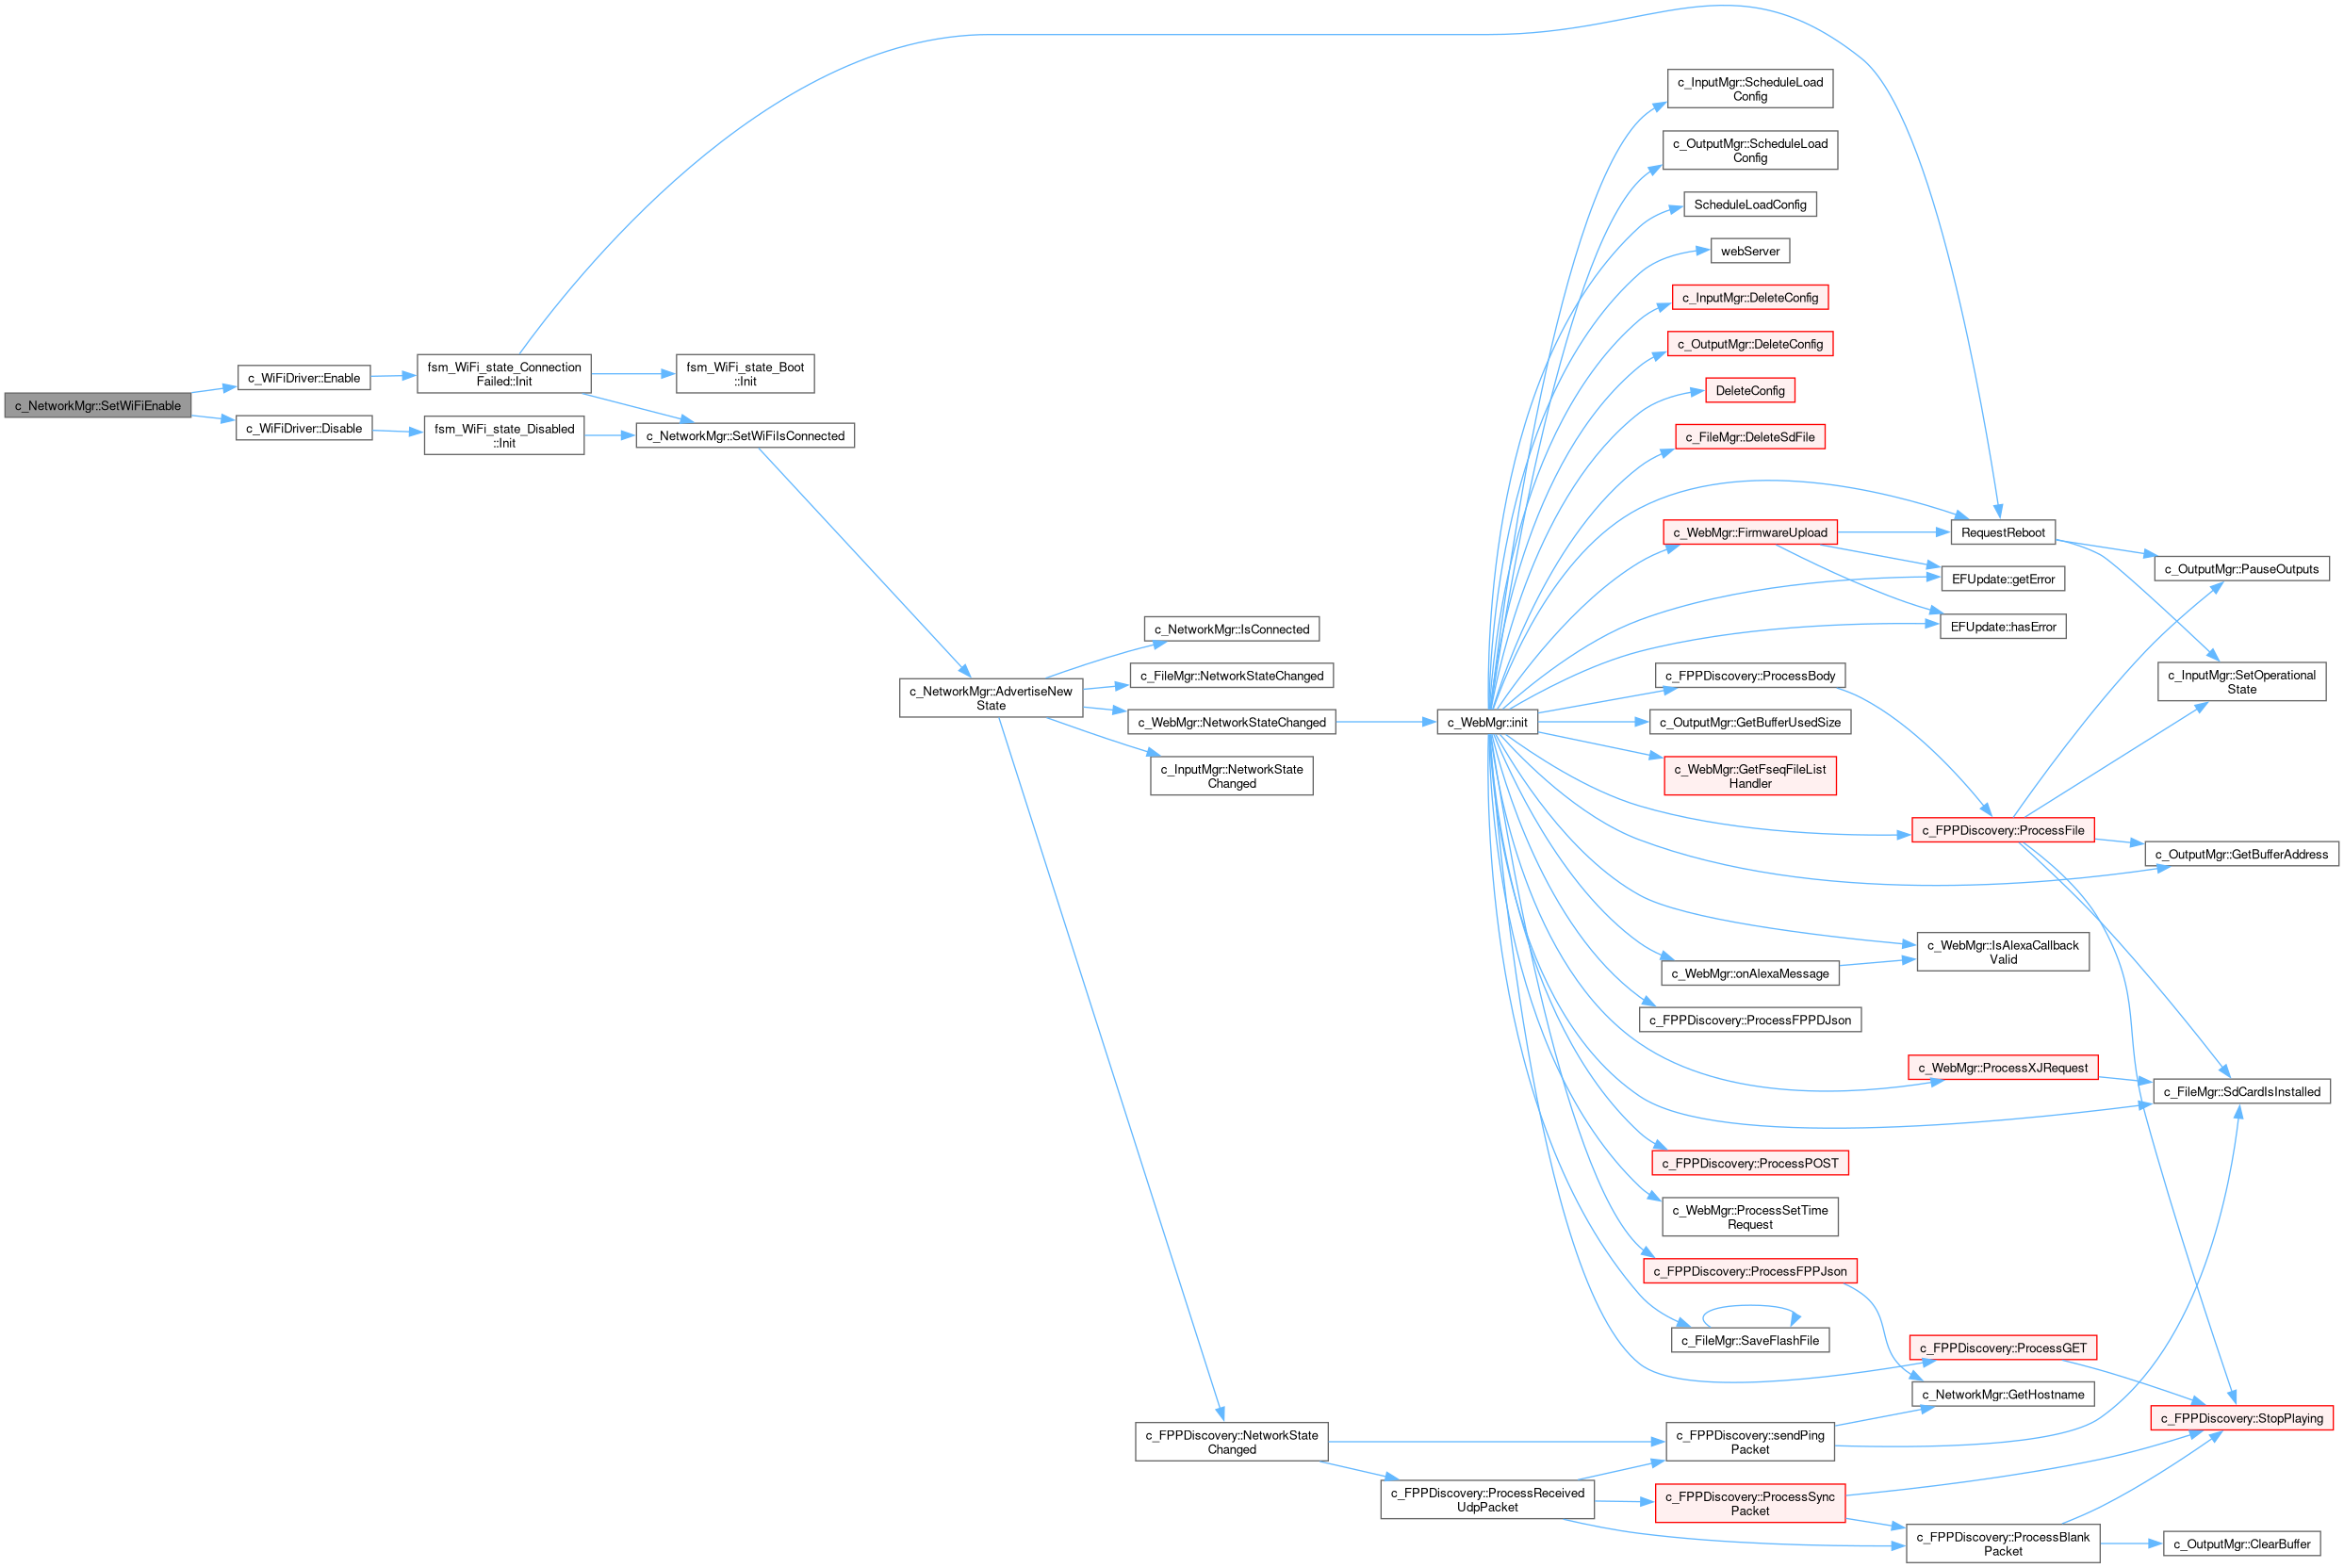 c_NetworkMgr::SetWiFiEnable
c_WiFiDriver::Enable
c_WiFiDriver::Disable
fsm_WiFi_state_Connection
Failed::Init
fsm_WiFi_state_Disabled
::Init
fsm_WiFi_state_Boot
::Init
c_NetworkMgr::SetWiFiIsConnected
c_NetworkMgr::AdvertiseNew
State
c_NetworkMgr::IsConnected
c_FileMgr::NetworkStateChanged
c_WebMgr::NetworkStateChanged
c_InputMgr::NetworkState
Changed
c_FPPDiscovery::NetworkState
Changed
c_FPPDiscovery::ProcessReceived
UdpPacket
c_WebMgr::init
c_InputMgr::ScheduleLoad
Config
c_OutputMgr::ScheduleLoad
Config
ScheduleLoadConfig
webServer
c_InputMgr::DeleteConfig
c_OutputMgr::DeleteConfig
DeleteConfig
c_FileMgr::DeleteSdFile
c_WebMgr::FirmwareUpload
c_FPPDiscovery::ProcessBody
c_OutputMgr::GetBufferUsedSize
c_WebMgr::GetFseqFileList
Handler
c_WebMgr::onAlexaMessage
c_FPPDiscovery::ProcessFPPDJson
c_FPPDiscovery::ProcessPOST
c_WebMgr::ProcessSetTime
Request
c_FPPDiscovery::ProcessFPPJson
c_FileMgr::SaveFlashFile
c_FPPDiscovery::sendPing
Packet
c_FPPDiscovery::ProcessSync
Packet
RequestReboot
EFUpdate::getError
EFUpdate::hasError
c_FPPDiscovery::ProcessFile
c_WebMgr::IsAlexaCallback
Valid
c_WebMgr::ProcessXJRequest
c_FPPDiscovery::ProcessGET
c_NetworkMgr::GetHostname
c_FPPDiscovery::ProcessBlank
Packet
c_OutputMgr::PauseOutputs
c_InputMgr::SetOperational
State
c_OutputMgr::GetBufferAddress
c_FileMgr::SdCardIsInstalled
c_FPPDiscovery::StopPlaying
c_OutputMgr::ClearBuffer